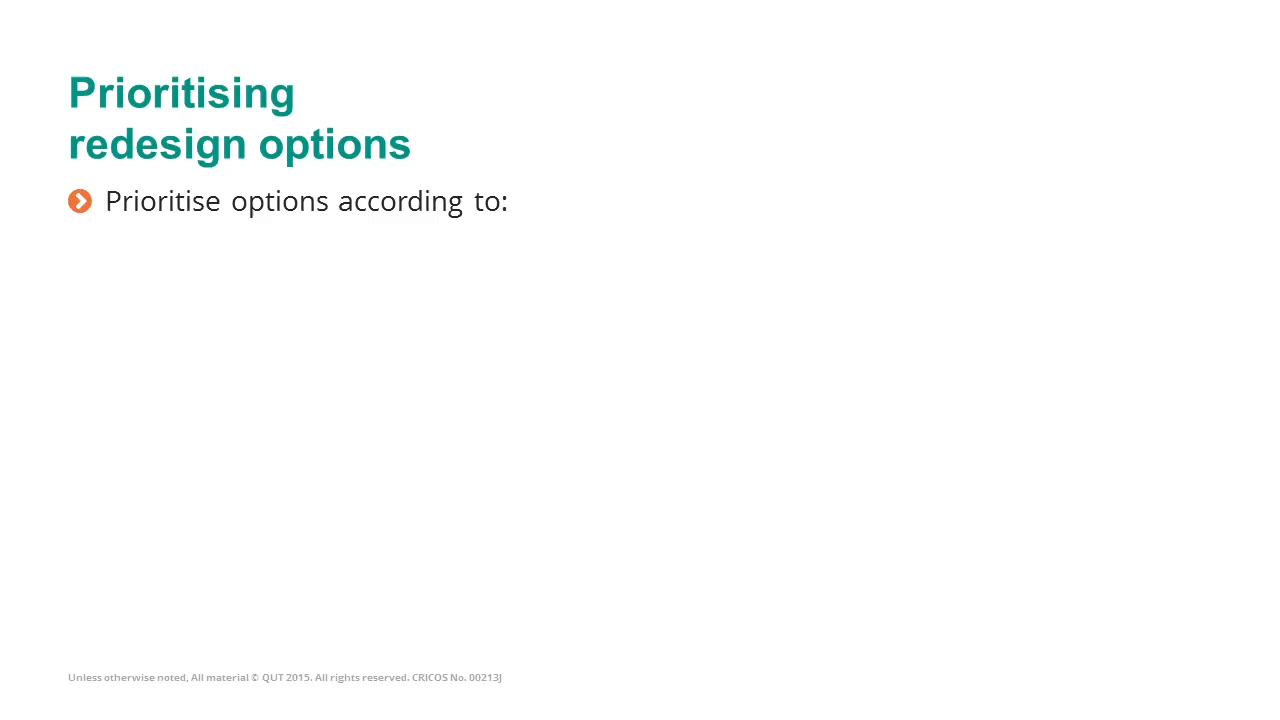 Prioritising
redesign options
Prioritise options according to:
Unless otherwise noted, All material © QUT 2015. All rights reserved. CRICOS No. 00213J